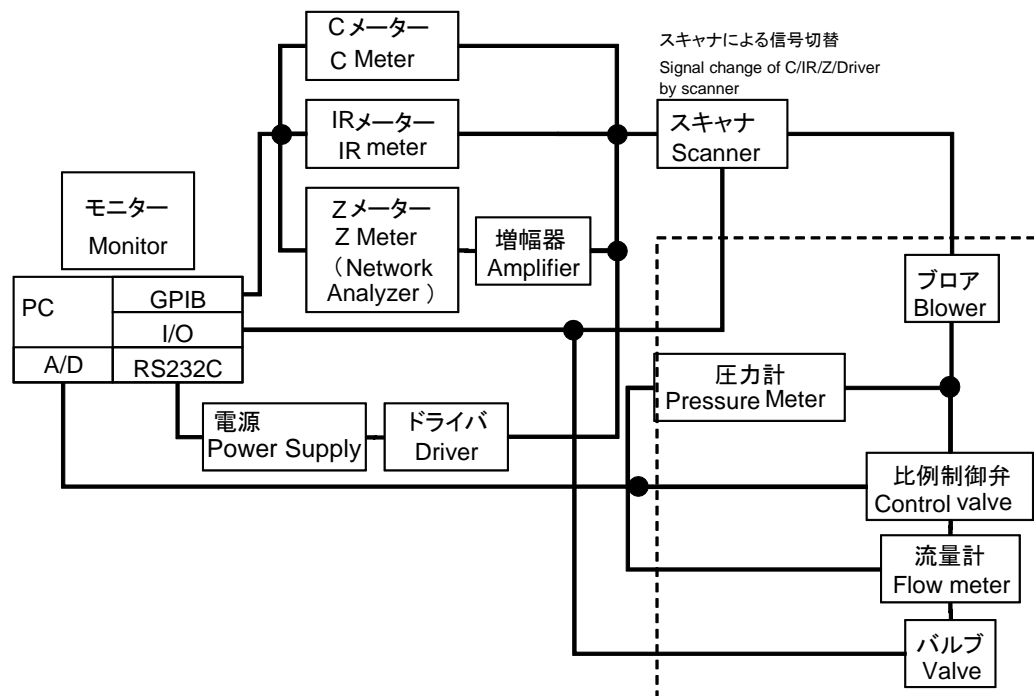 Cメーター
C Meter
スキャナによる信号切替
Signal change of C/IR/Z/Driver
by scanner
IRメーター
IR meter
スキャナ
Scanner
モニター
Monitor
Zメーター
Z Meter
(Network
Analyzer)
増幅器
Amplifier
ブロア
Blower
PC
GPIB
I/O
A/D
RS232C
圧力計
Pressure Meter
電源
Power Supply
ドライバ
Driver
比例制御弁
Control valve
流量計
Flow meter
バルブ
Valve